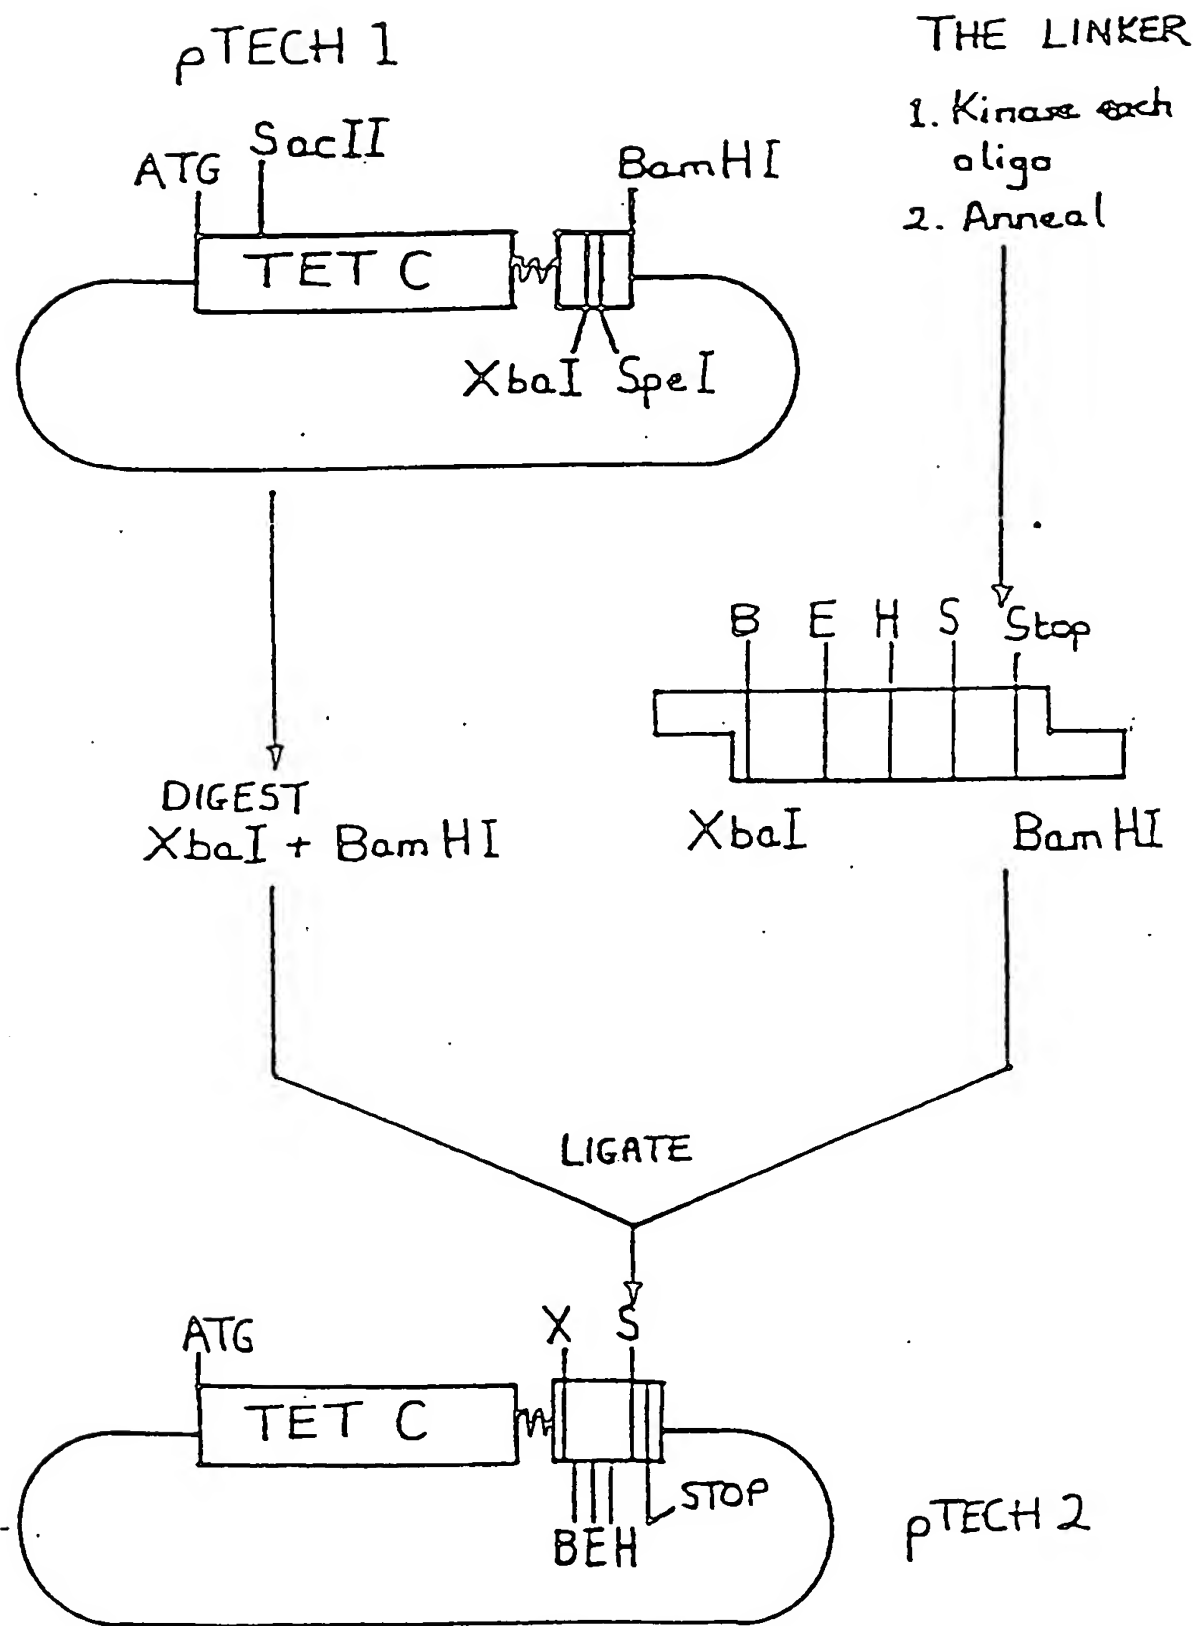 pTECH 1
SacII
ATG
BamHI
TET C
XbaI SpeI
THE LINKER
1. Kinase each
oligo
2. Anneal
B E H S Stop
XbaI BamHI
DIGEST
XbaI + BamHI
LIGATE
ATG X S
TET C
STOP
BEH
pTECH 2